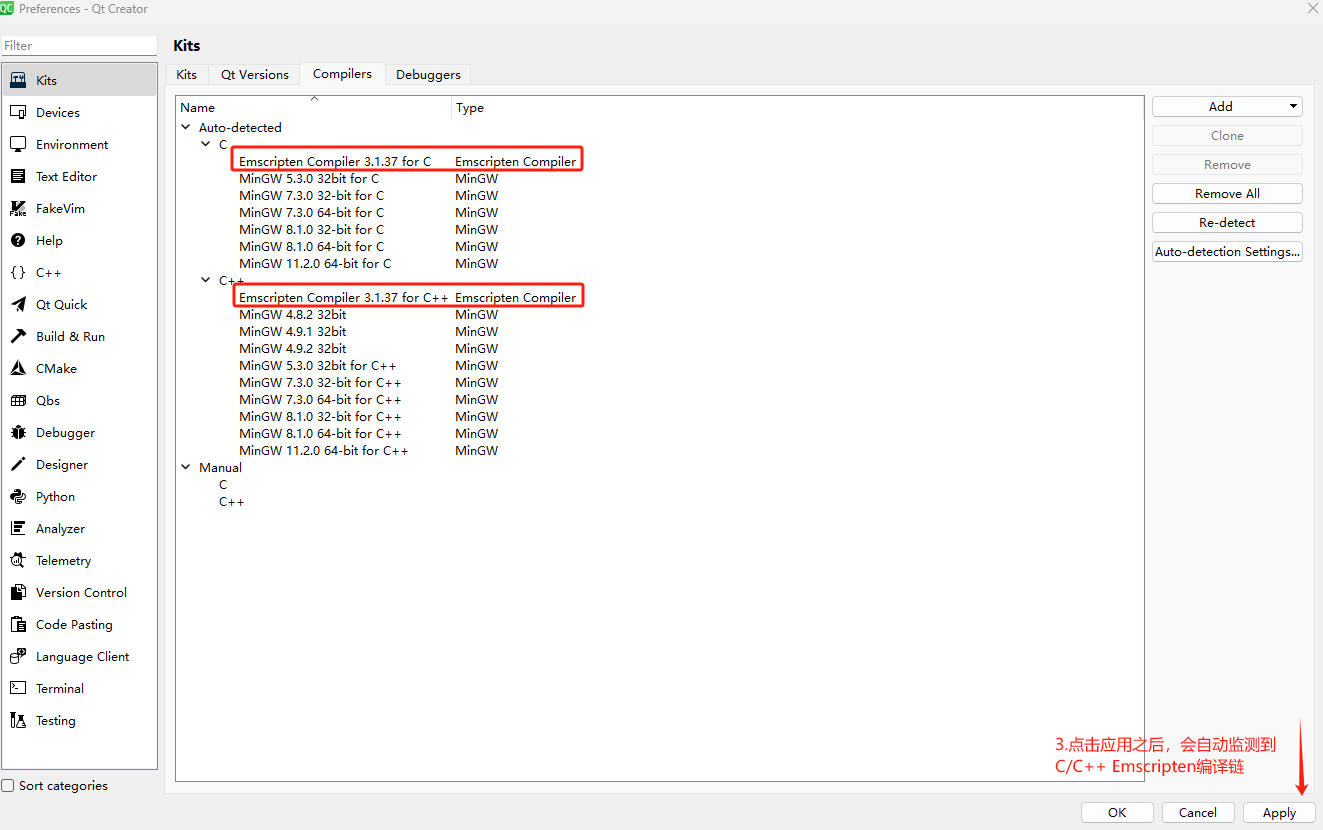 QC Preferences - Qt Creator
Filter
Kits
Devices
Environment
Text Editor
FakeVim
Help
C++
Qt Quick
Build & Run
CMake
Qbs
Debugger
Designer
Python
Analyzer
Telemetry
Version Control
Code Pasting
Language Client
Terminal
Testing
Sort categories
Kits
Kits Qt Versions Compilers Debuggers
Name Type
Auto-detected
C
Emscripten Compiler 3.1.37 for C Emscripten Compiler
MinGW 5.3.0 32bit for C MinGW
MinGW 7.3.0 32-bit for C MinGW
MinGW 7.3.0 64-bit for C MinGW
MinGW 8.1.0 32-bit for C MinGW
MinGW 8.1.0 64-bit for C MinGW
MinGW 11.2.0 64-bit for C MinGW
C++
Emscripten Compiler 3.1.37 for C++ Emscripten Compiler
MinGW 4.8.2 32bit MinGW
MinGW 4.9.1 32bit MinGW
MinGW 4.9.2 32bit MinGW
MinGW 5.3.0 32bit for C++ MinGW
MinGW 7.3.0 32-bit for C++ MinGW
MinGW 7.3.0 64-bit for C++ MinGW
MinGW 8.1.0 32-bit for C++ MinGW
MinGW 8.1.0 64-bit for C++ MinGW
MinGW 11.2.0 64-bit for C++ MinGW
Manual
C
C++
Add
Clone
Remove
Remove All
Re-detect
Auto-detection Settings...
3.点击应用之后，会自动监测到
C/C++ Emscripten编译链
OK Cancel Apply